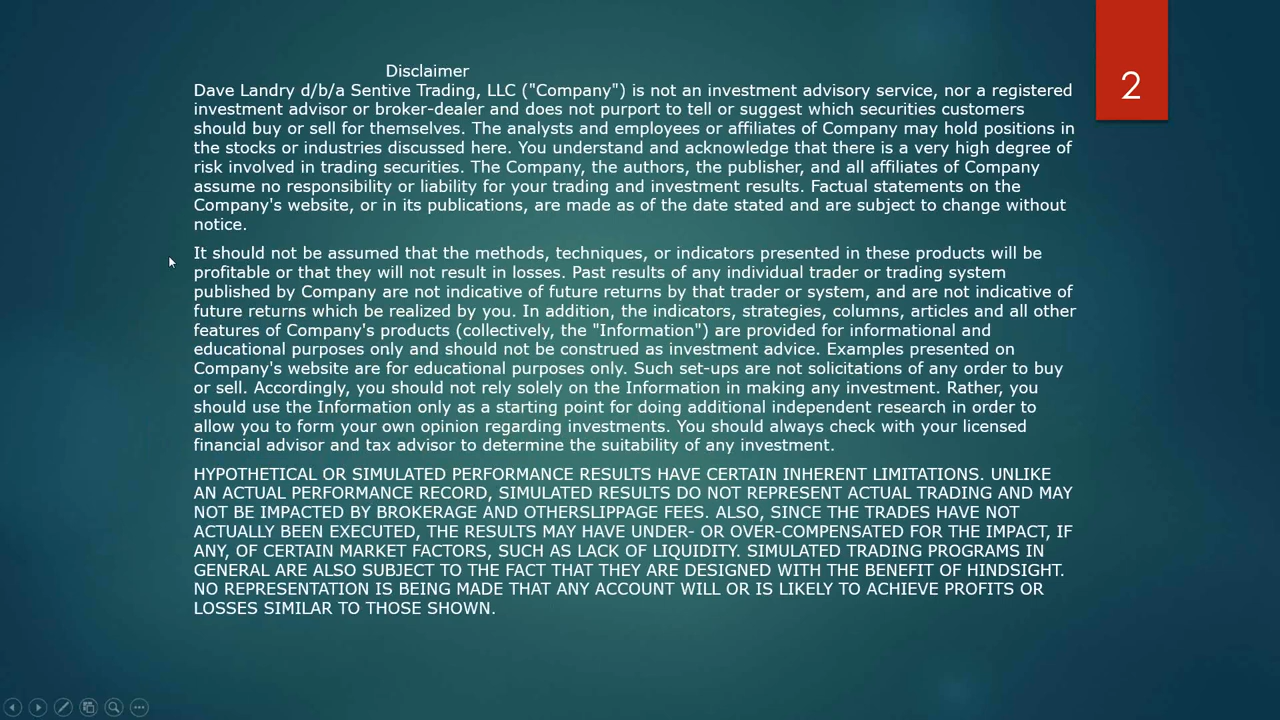 2
Disclaimer
Dave Landry d/b/a Sentive Trading, LLC ("Company") is not an investment advisory service, nor a registered
investment advisor or broker-dealer and does not purport to tell or suggest which securities customers
should buy or sell for themselves. The analysts and employees or affiliates of Company may hold positions in
the stocks or industries discussed here. You understand and acknowledge that there is a very high degree of
risk involved in trading securities. The Company, the authors, the publisher, and all affiliates of Company
assume no responsibility or liability for your trading and investment results. Factual statements on the
Company's website, or in its publications, are made as of the date stated and are subject to change without
notice.
It should not be assumed that the methods, techniques, or indicators presented in these products will be
profitable or that they will not result in losses. Past results of any individual trader or trading system
published by Company are not indicative of future returns by that trader or system, and are not indicative of
future returns which be realized by you. In addition, the indicators, strategies, columns, articles and all other
features of Company's products (collectively, the "Information") are provided for informational and
educational purposes only and should not be construed as investment advice. Examples presented on
Company's website are for educational purposes only. Such set-ups are not solicitations of any order to buy
or sell. Accordingly, you should not rely solely on the Information in making any investment. Rather, you
should use the Information only as a starting point for doing additional independent research in order to
allow you to form your own opinion regarding investments. You should always check with your licensed
financial advisor and tax advisor to determine the suitability of any investment.
HYPOTHETICAL OR SIMULATED PERFORMANCE RESULTS HAVE CERTAIN INHERENT LIMITATIONS. UNLIKE
AN ACTUAL PERFORMANCE RECORD, SIMULATED RESULTS DO NOT REPRESENT ACTUAL TRADING AND MAY
NOT BE IMPACTED BY BROKERAGE AND OTHERSLIPPAGE FEES. ALSO, SINCE THE TRADES HAVE NOT
ACTUALLY BEEN EXECUTED, THE RESULTS MAY HAVE UNDER- OR OVER-COMPENSATED FOR THE IMPACT, IF
ANY, OF CERTAIN MARKET FACTORS, SUCH AS LACK OF LIQUIDITY. SIMULATED TRADING PROGRAMS IN
GENERAL ARE ALSO SUBJECT TO THE FACT THAT THEY ARE DESIGNED WITH THE BENEFIT OF HINDSIGHT.
NO REPRESENTATION IS BEING MADE THAT ANY ACCOUNT WILL OR IS LIKELY TO ACHIEVE PROFITS OR
LOSSES SIMILAR TO THOSE SHOWN.